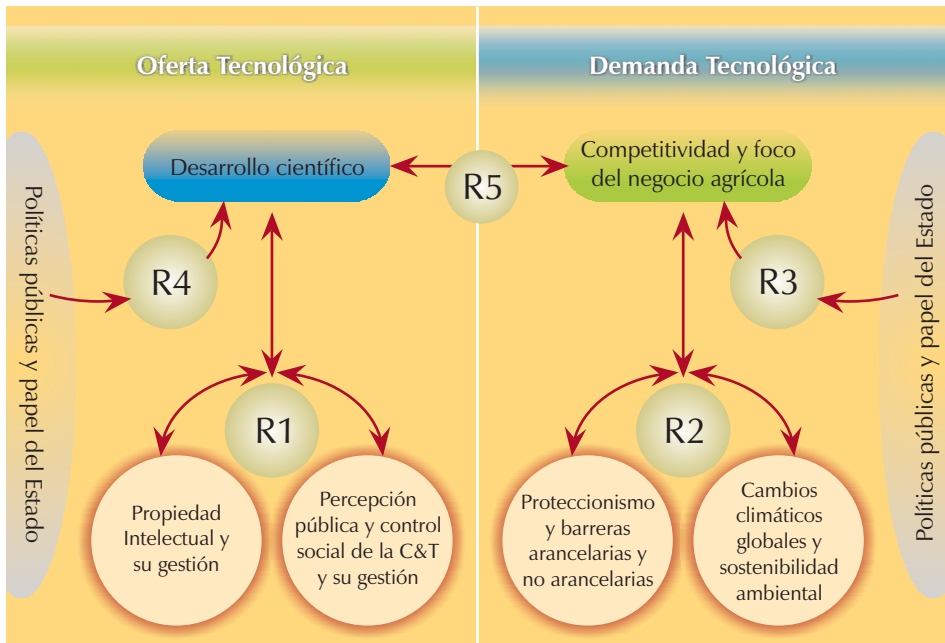 Oferta Tecnológica
Demanda Tecnológica
Políticas públicas y papel del Estado
Desarrollo científico
R5
Competitividad y foco
del negocio agrícola
Políticas públicas y papel del Estado
R4
R3
R1
R2
Propiedad
Intelectual y
su gestión
Percepción
pública y control
social de la C&T
y su gestión
Proteccionismo
y barreras
arancelarias y
no arancelarias
Cambios
climáticos
globales y
sostenibilidad
ambiental